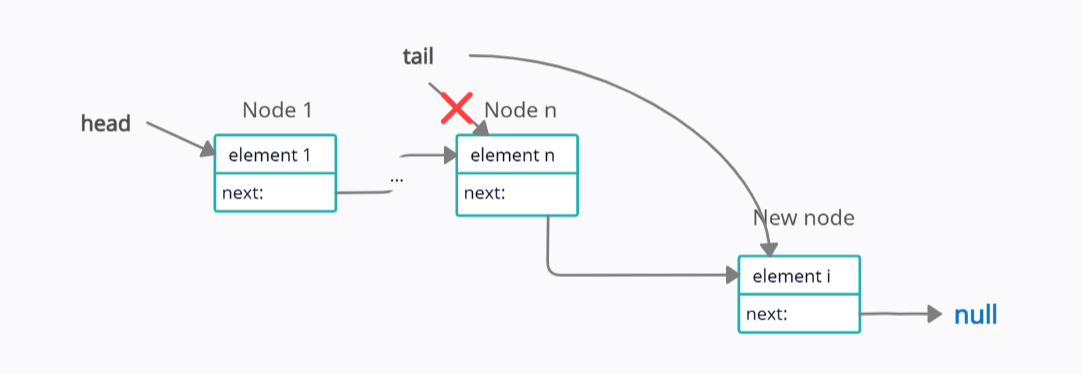 tail
head
Node 1
Node n
element 1
next:
...
element n
next:
New node
element i
next:
null